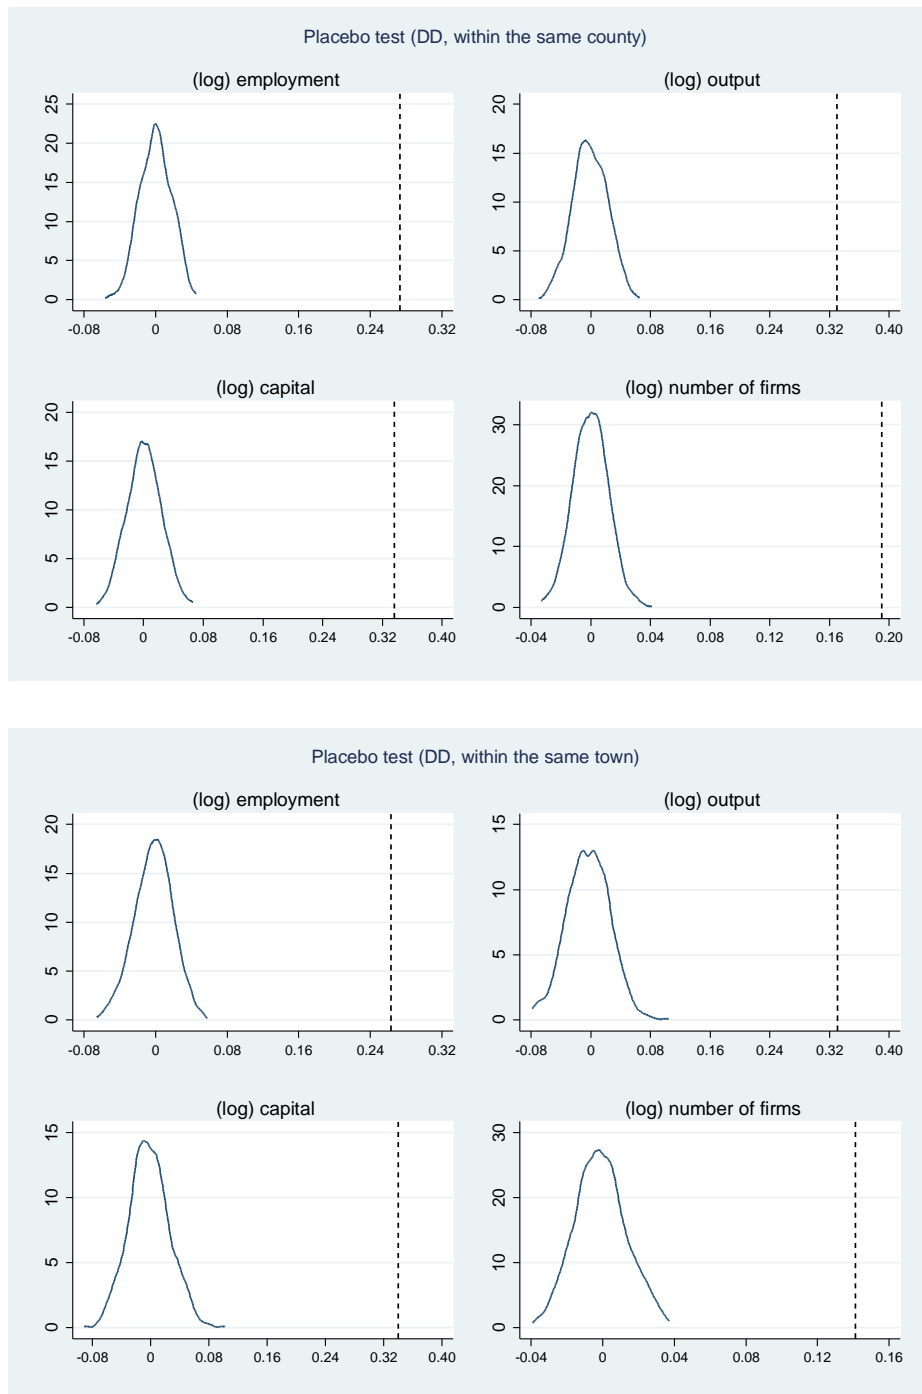 Placebo test (DD, within the same county)
(log) employment
25
20
15
10
5
0
-0.08 0 0.08 0.16 0.24 0.32
(log) output
20
15
10
5
0
-0.08 0 0.08 0.16 0.24 0.32 0.40
(log) capital
20
15
10
5
0
-0.08 0 0.08 0.16 0.24 0.32 0.40
(log) number of firms
30
20
10
0
-0.04 0 0.04 0.08 0.12 0.16 0.20
Placebo test (DD, within the same town)
(log) employment
20
15
10
5
0
-0.08 0 0.08 0.16 0.24 0.32
(log) output
15
10
5
0
-0.08 0 0.08 0.16 0.24 0.32 0.40
(log) capital
15
10
5
0
-0.08 0 0.08 0.16 0.24 0.32 0.40
(log) number of firms
30
20
10
0
-0.04 0 0.04 0.08 0.12 0.16